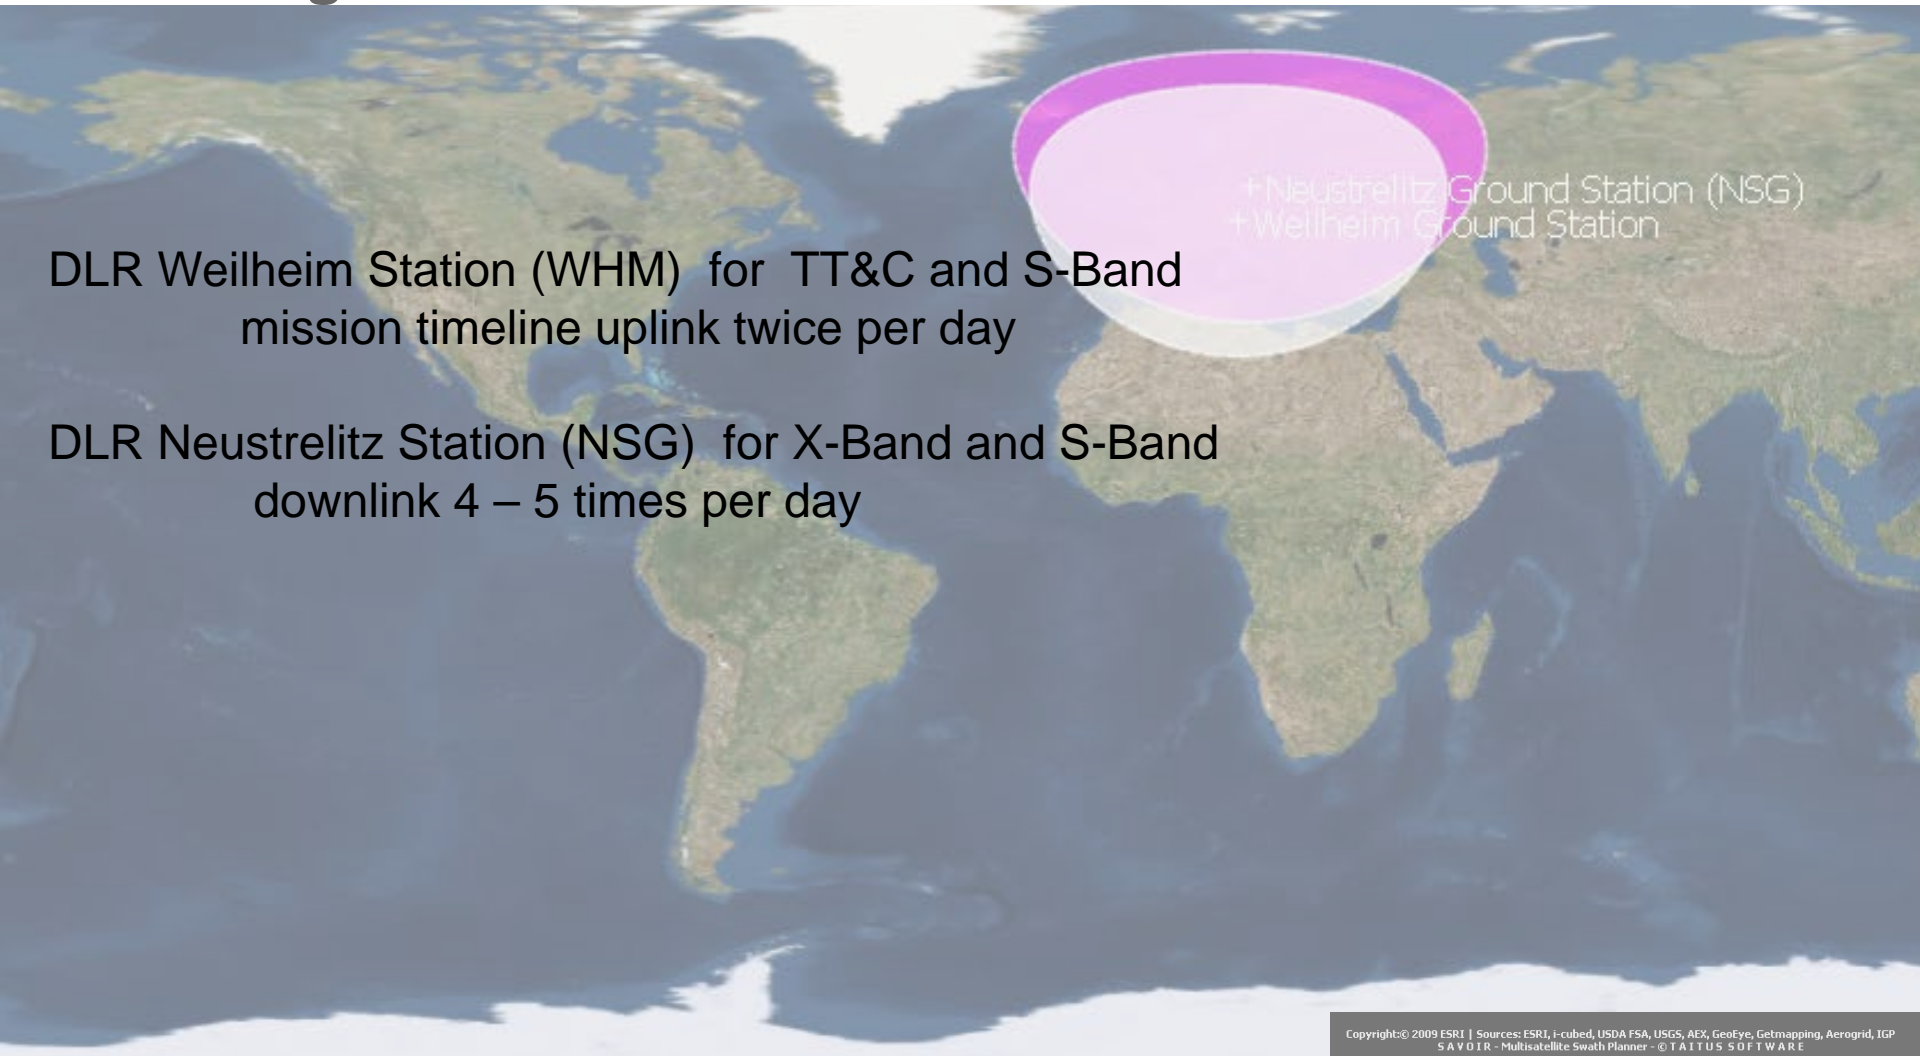 +Neustrelitz Ground Station (NSG)
+Weilheim Ground Station
DLR Weilheim Station (WHM) for TT&C and S-Band
mission timeline uplink twice per day
DLR Neustrelitz Station (NSG) for X-Band and S-Band
downlink 4 – 5 times per day
Copyright:© 2009 ESRI | Sources: ESRI, i-cubed, USDA FSA, USGS, AEX, GeoEye, Getmapping, Aerogrid, IGP
SAVOIR - Multisatellite Swath Planner - © TAITUS SOFTWARE